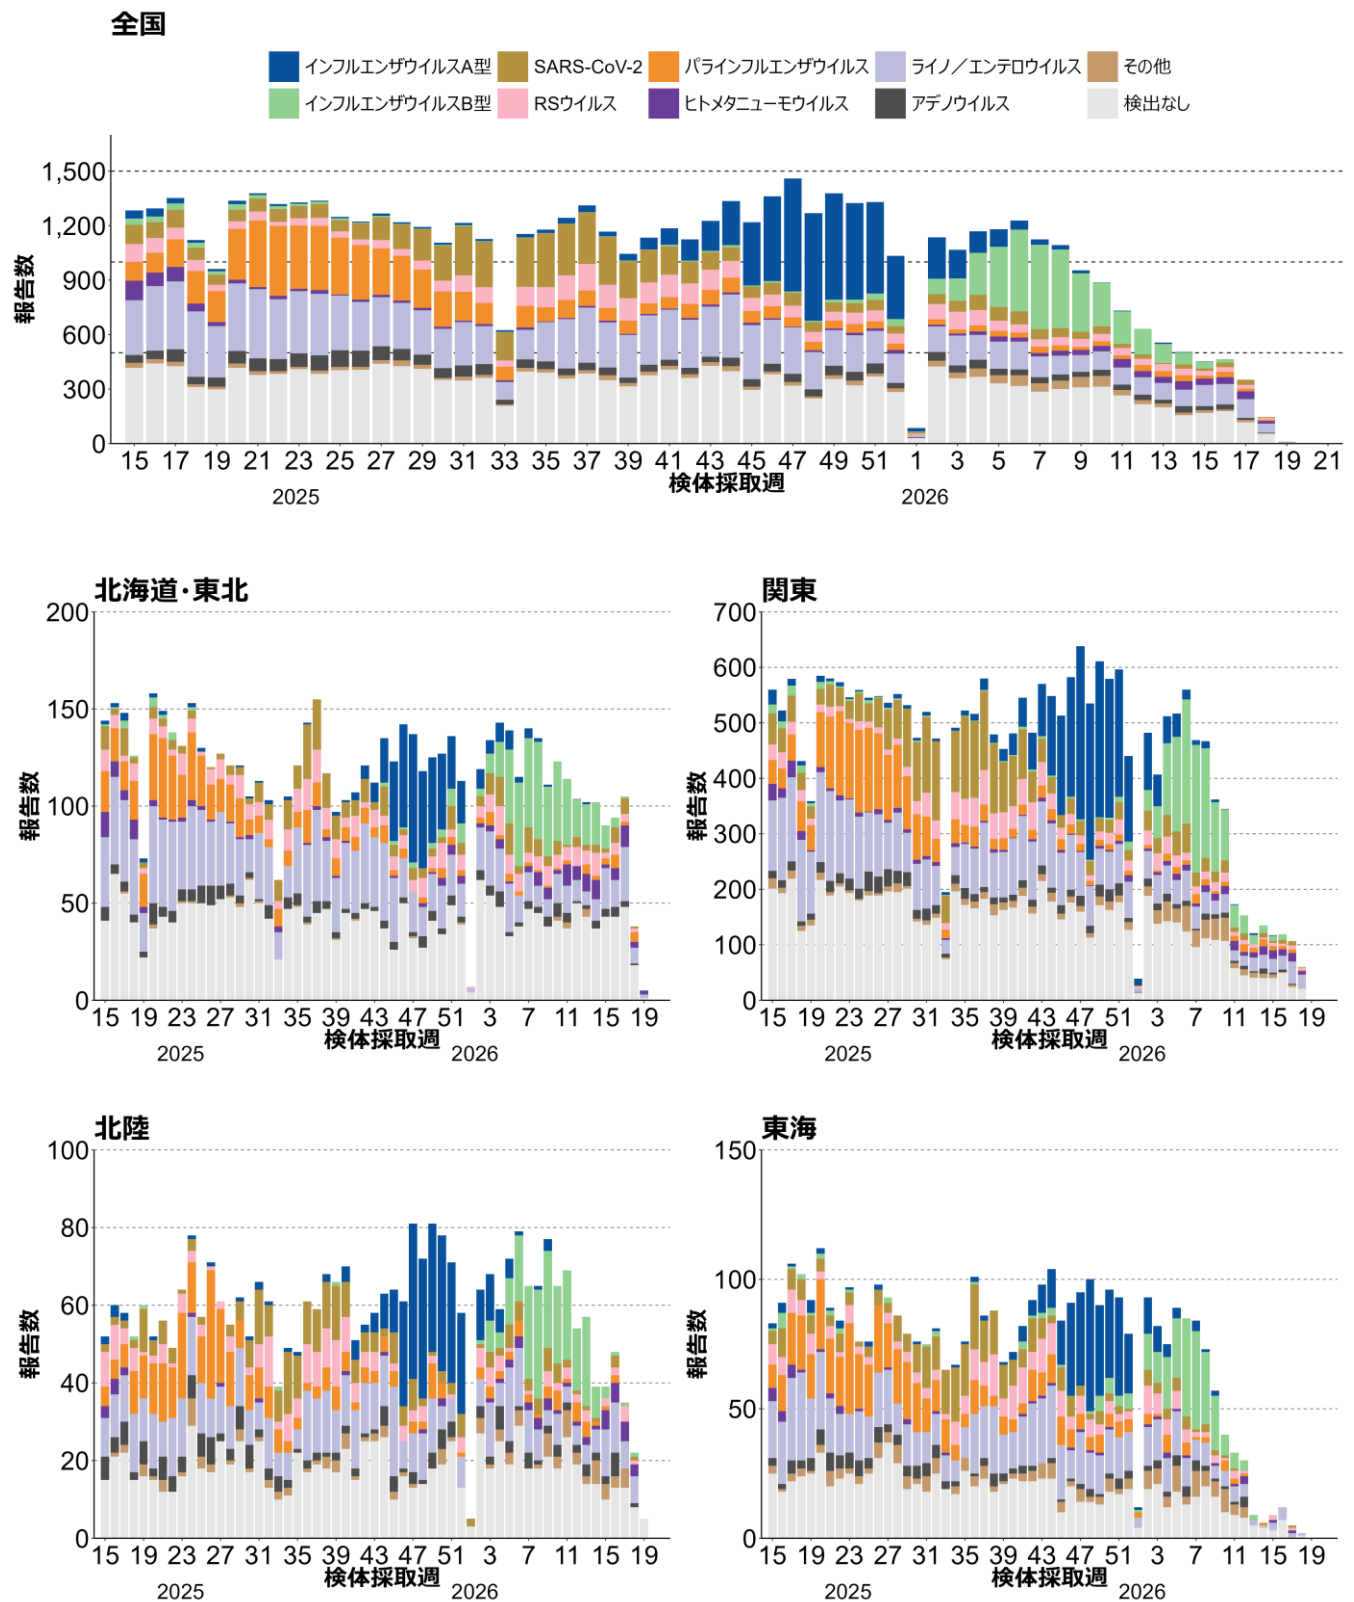 全国
インフルエンザウイルスA型 SARS-CoV-2 パラインフルエンザウイルス ライノ／エンテロウイルス その他
インフルエンザウイルスB型 RSウイルス ヒトメタニューモウイルス アデノウイルス 検出なし
報告数
1,500
1,200
900
600
300
0
15 17 19 21 23 25 27 29 31 33 35 37 39 41 43 45 47 49 51 1 3 5 7 9 11 13 15 17 19 21
検体採取週
2025 2026
北海道・東北
報告数
200
150
100
50
0
15 19 23 27 31 35 39 43 47 51 3 7 11 15 19
検体採取週
2025 2026
関東
報告数
700
600
500
400
300
200
100
0
15 19 23 27 31 35 39 43 47 51 3 7 11 15 19
検体採取週
2025 2026
北陸
報告数
100
80
60
40
20
0
15 19 23 27 31 35 39 43 47 51 3 7 11 15 19
検体採取週
2025 2026
東海
報告数
150
100
50
0
15 19 23 27 31 35 39 43 47 51 3 7 11 15 19
検体採取週
2025 2026